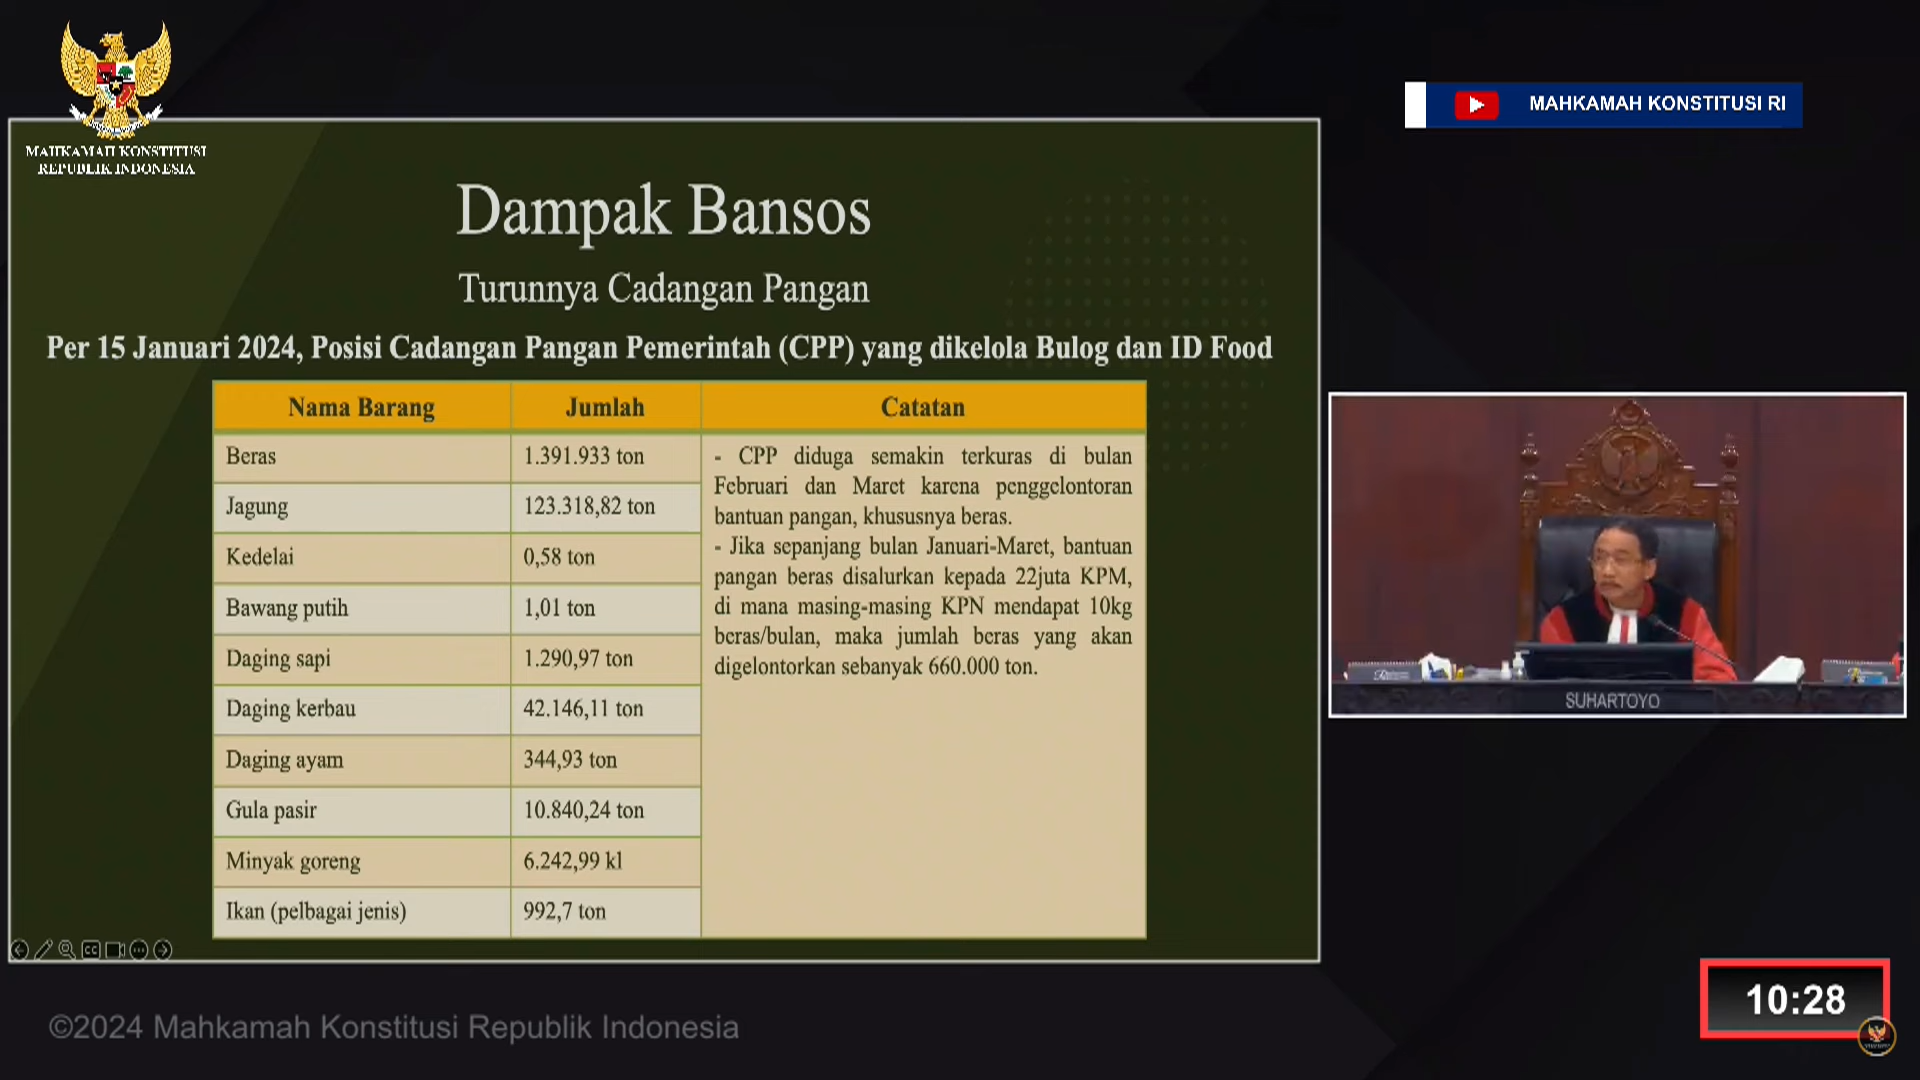 MAHKAMAH KONSTITUSI
REPUBLIK INDONESIA
MAHKAMAH KONSTITUSI RI
Dampak Bansos
Turunnya Cadangan Pangan
Per 15 Januari 2024, Posisi Cadangan Pangan Pemerintah (CPP) yang dikelola Bulog dan ID Food
Nama Barang Jumlah Catatan
Beras 1.391.933 ton
Jagung 123.318,82 ton
Kedelai 0,58 ton
Bawang putih 1,01 ton
Daging sapi 1.290,97 ton
Daging kerbau 42.146,11 ton
Daging ayam 344,93 ton
Gula pasir 10.840,24 ton
Minyak goreng 6.242,99 kl
Ikan (pelbagai jenis) 992,7 ton
- CPP diduga semakin terkuras di bulan
Februari dan Maret karena penggelontoran
bantuan pangan, khususnya beras.
- Jika sepanjang bulan Januari-Maret, bantuan
pangan beras disalurkan kepada 22juta KPM,
di mana masing-masing KPN mendapat 10kg
beras/bulan, maka jumlah beras yang akan
digelontorkan sebanyak 660.000 ton.
SUHARTOYO
CC
10:28
©2024 Mahkamah Konstitusi Republik Indonesia